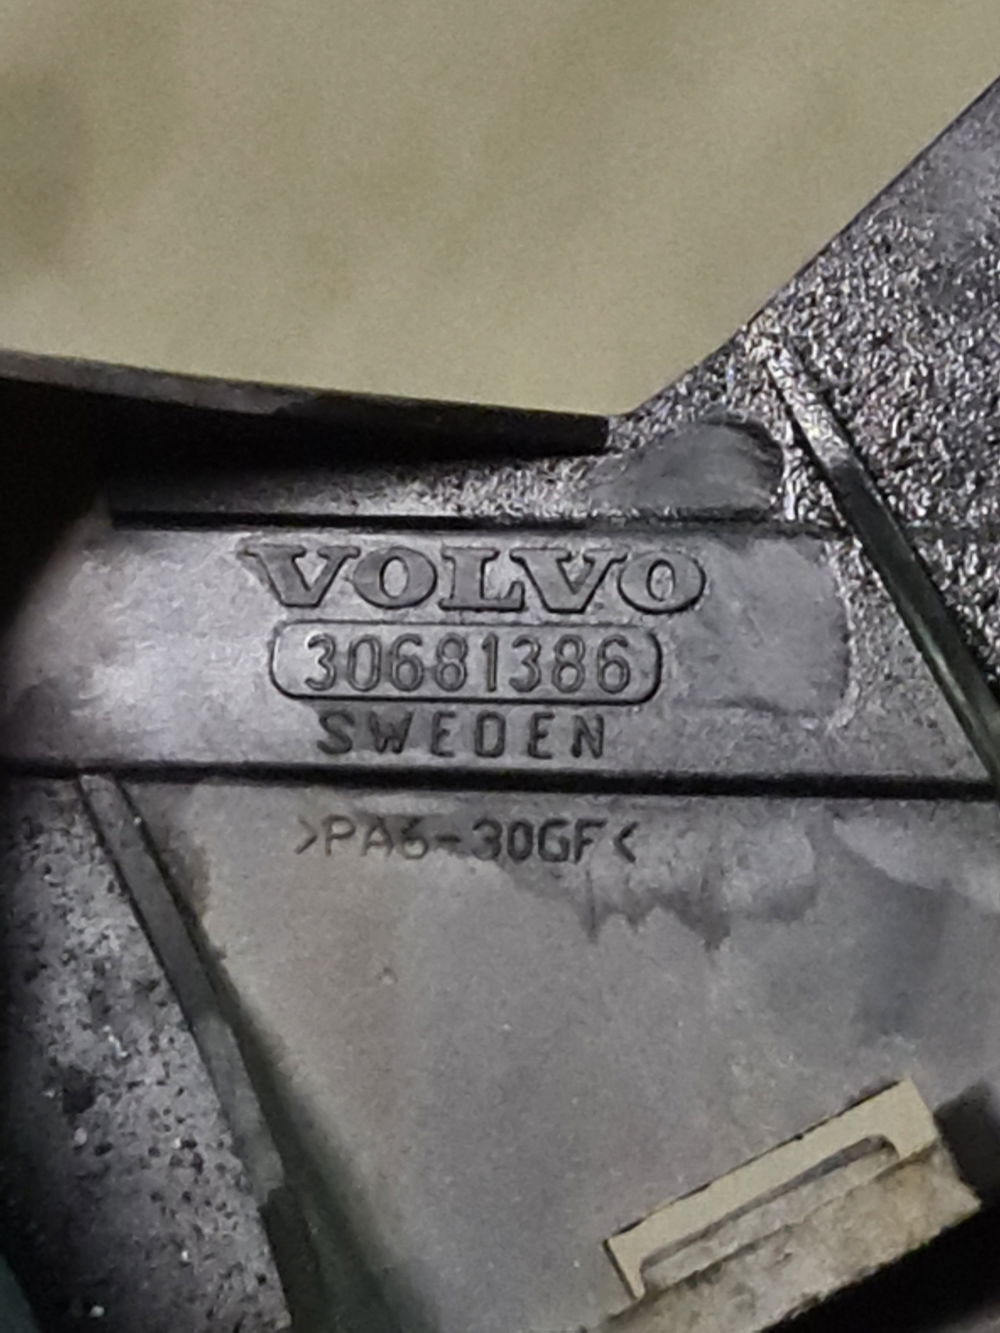 VOLVO
30681386
SWEDEN
>PA6-30GF<